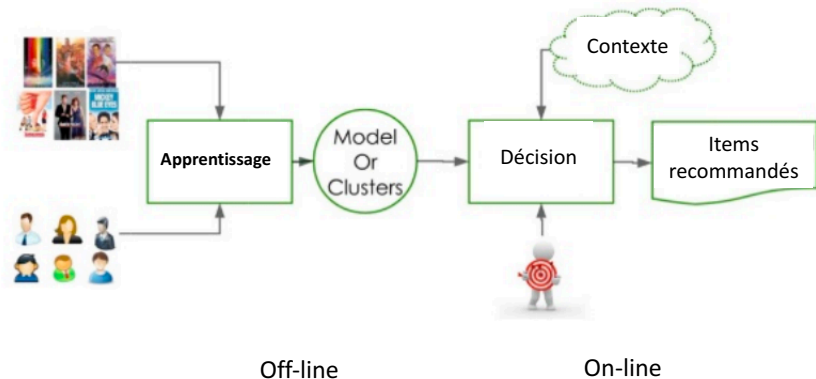 Contexte
Apprentissage
Model
Or
Clusters
Décision
Items
recommandés
Off-line
On-line